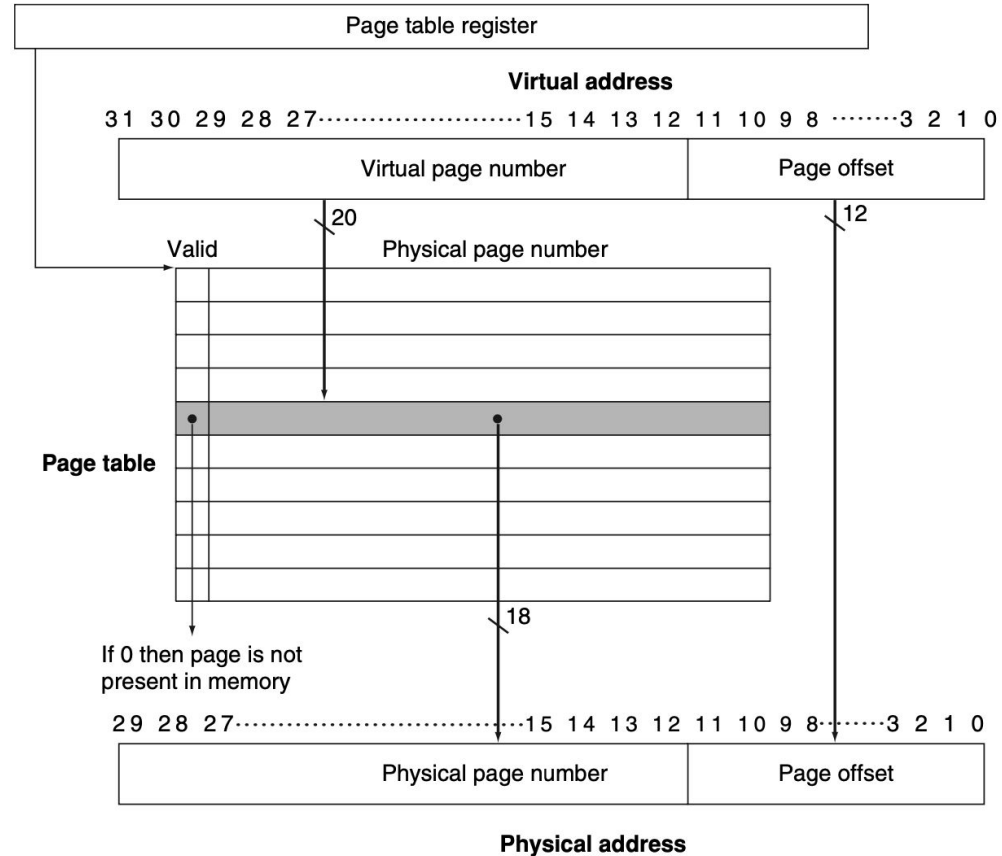 Page table register
Virtual address
31 30 29 28 27 ........................ 15 14 13 12 11 10 9 8 ........ 3 2 1 0
Virtual page number Page offset
20 12
Valid Physical page number
Page table
18
If 0 then page is not
present in memory
29 28 27 .................................. 15 14 13 12 11 10 9 8 ........ 3 2 1 0
Physical page number Page offset
Physical address